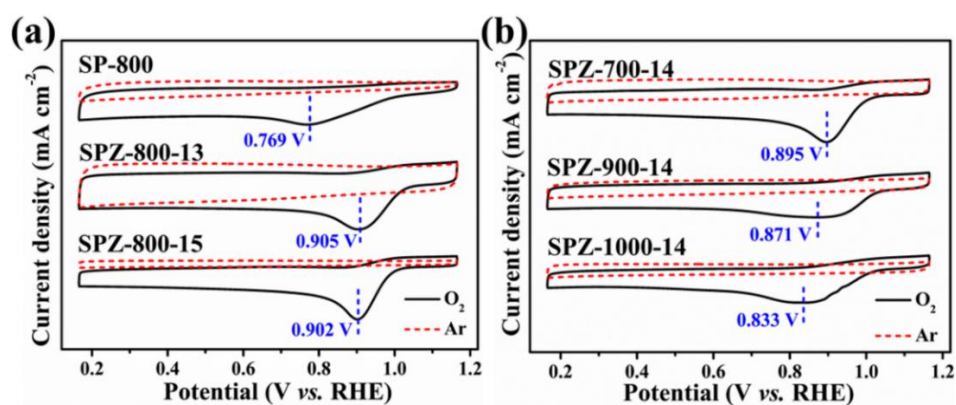 (a)
Current density (mA cm⁻²)
SP-800
0.769 V
SPZ-800-13
0.905 V
SPZ-800-15
0.902 V
O₂
Ar
0.2 0.4 0.6 0.8 1.0 1.2
Potential (V vs. RHE)
(b)
Current density (mA cm⁻²)
SPZ-700-14
0.895 V
SPZ-900-14
0.871 V
SPZ-1000-14
0.833 V
O₂
Ar
0.2 0.4 0.6 0.8 1.0 1.2
Potential (V vs. RHE)